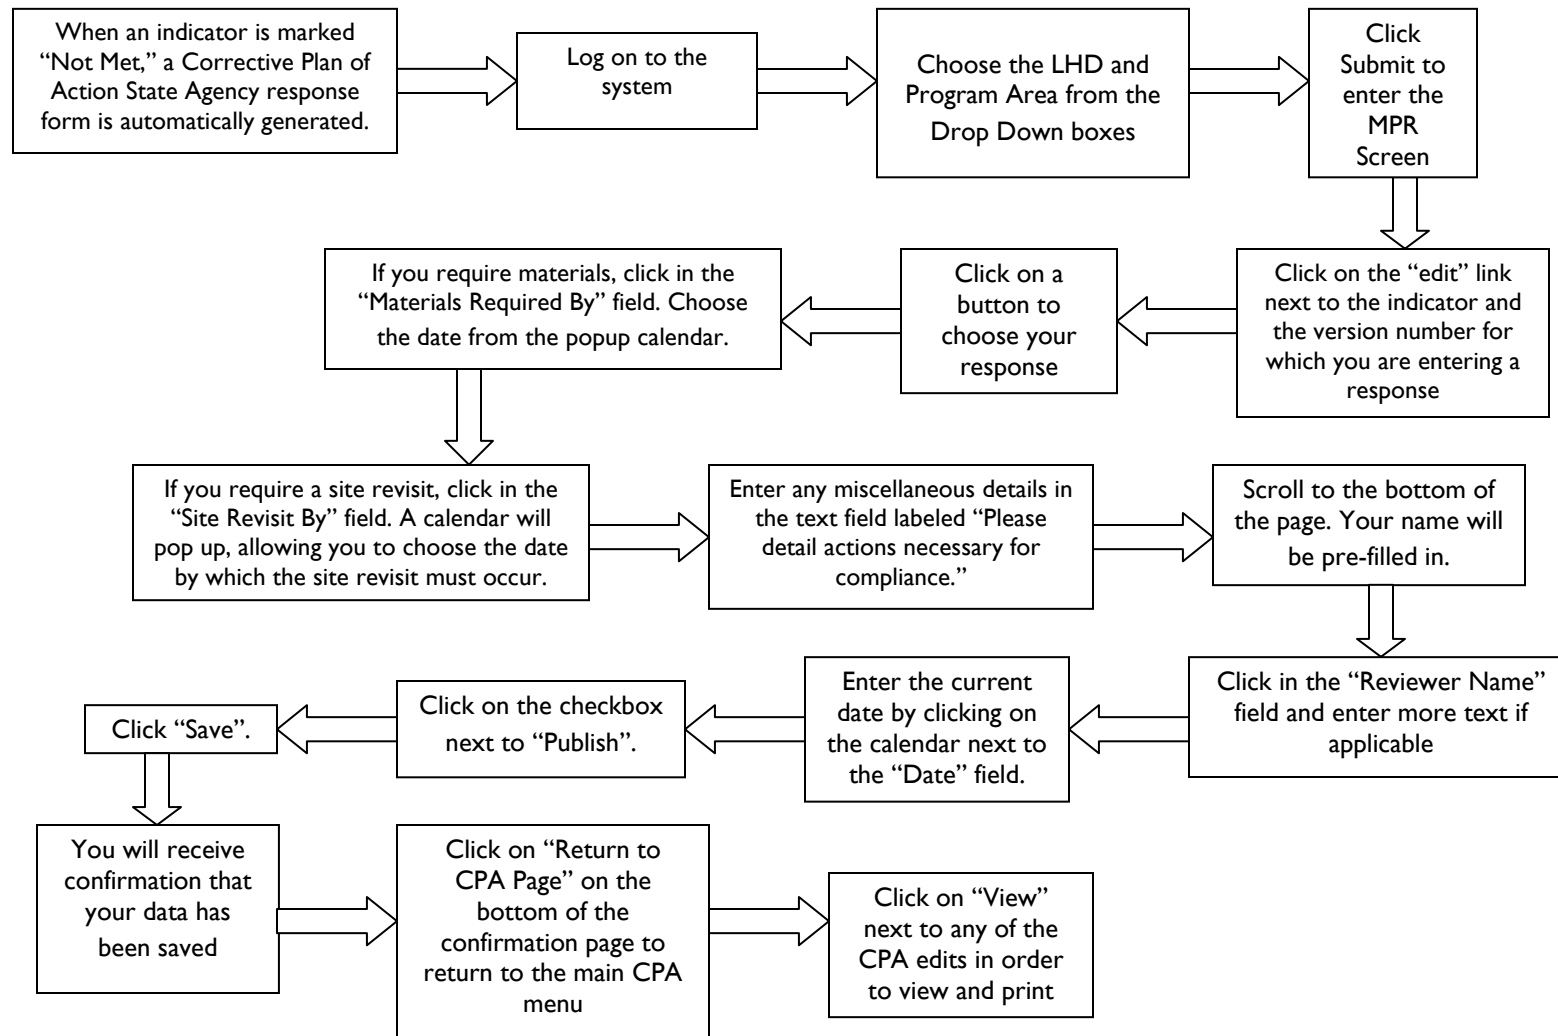 When an indicator is marked
“Not Met,” a Corrective Plan of
Action State Agency response
form is automatically generated.
Log on to the
system
Choose the LHD and
Program Area from the
Drop Down boxes
Click
Submit to
enter the
MPR
Screen
Click on the “edit” link
next to the indicator and
the version number for
which you are entering a
response
Click on a
button to
choose your
response
If you require materials, click in the
“Materials Required By” field. Choose
the date from the popup calendar.
If you require a site revisit, click in the
“Site Revisit By” field. A calendar will
pop up, allowing you to choose the date
by which the site revisit must occur.
Enter any miscellaneous details in
the text field labeled “Please
detail actions necessary for
compliance.”
Scroll to the bottom of
the page. Your name will
be pre-filled in.
Click in the “Reviewer Name”
field and enter more text if
applicable
Enter the current
date by clicking on
the calendar next to
the “Date” field.
Click on the checkbox
next to “Publish”.
Click “Save”.
You will receive
confirmation that
your data has
been saved
Click on “Return to
CPA Page” on the
bottom of the
confirmation page to
return to the main CPA
menu
Click on “View”
next to any of the
CPA edits in order
to view and print